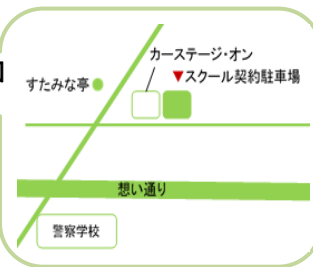 カーステージ・オン
▼スクール契約駐車場
すたみな亭
想い通り
警察学校